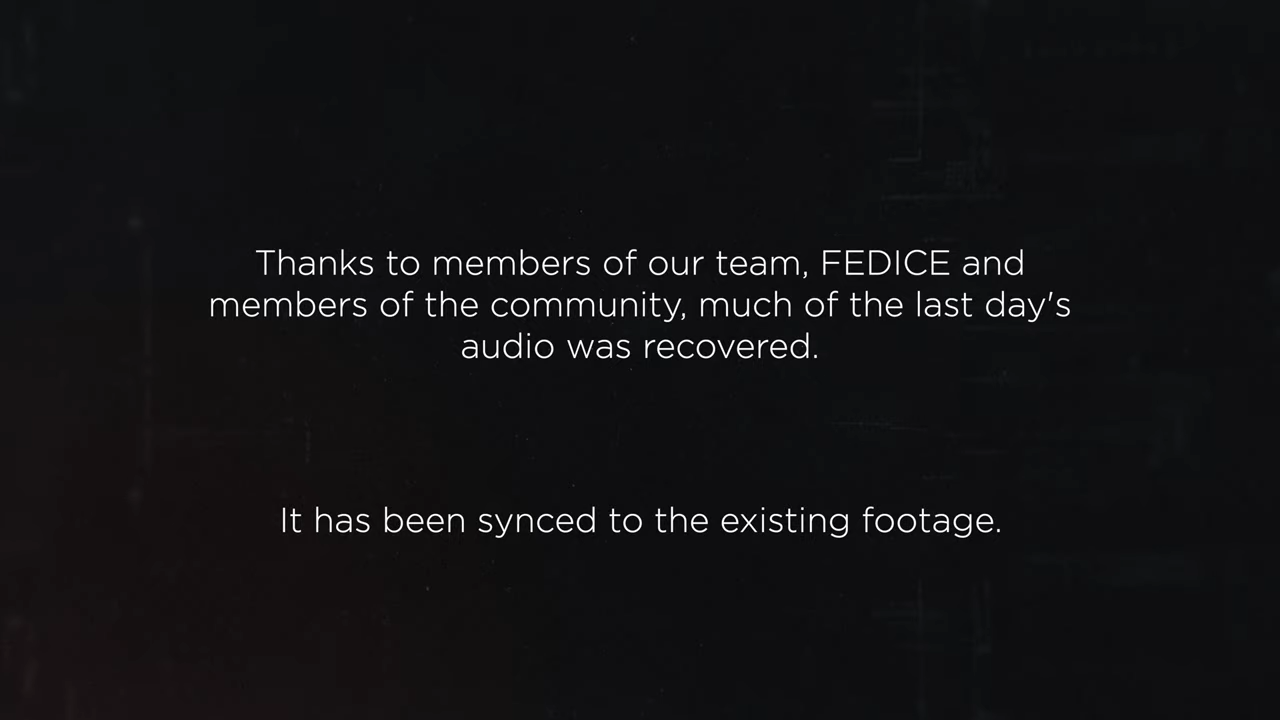 Thanks to members of our team, FEDICE and
members of the community, much of the last day's
audio was recovered.
It has been synced to the existing footage.